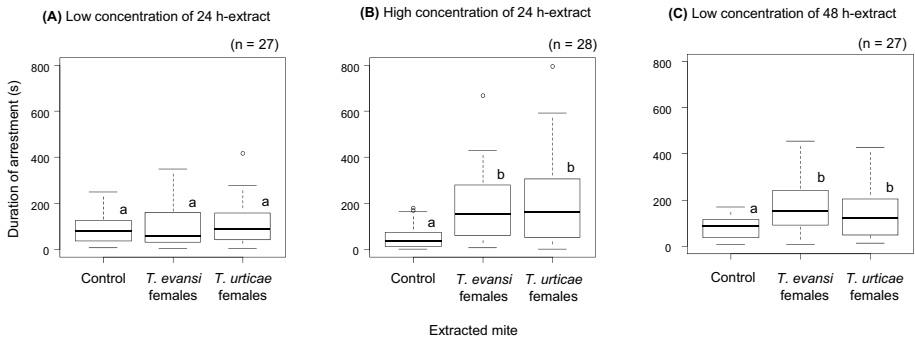 (A) Low concentration of 24 h-extract
(n = 27)
Duration of arrestment (s)
800
600
400
200
0
a
a
a
Control
T. evansi
females
T. urticae
females
(B) High concentration of 24 h-extract
(n = 28)
800
600
400
200
0
a
b
b
Control
T. evansi
females
T. urticae
females
Extracted mite
(C) Low concentration of 48 h-extract
(n = 27)
800
600
400
200
0
a
b
b
Control
T. evansi
females
T. urticae
females